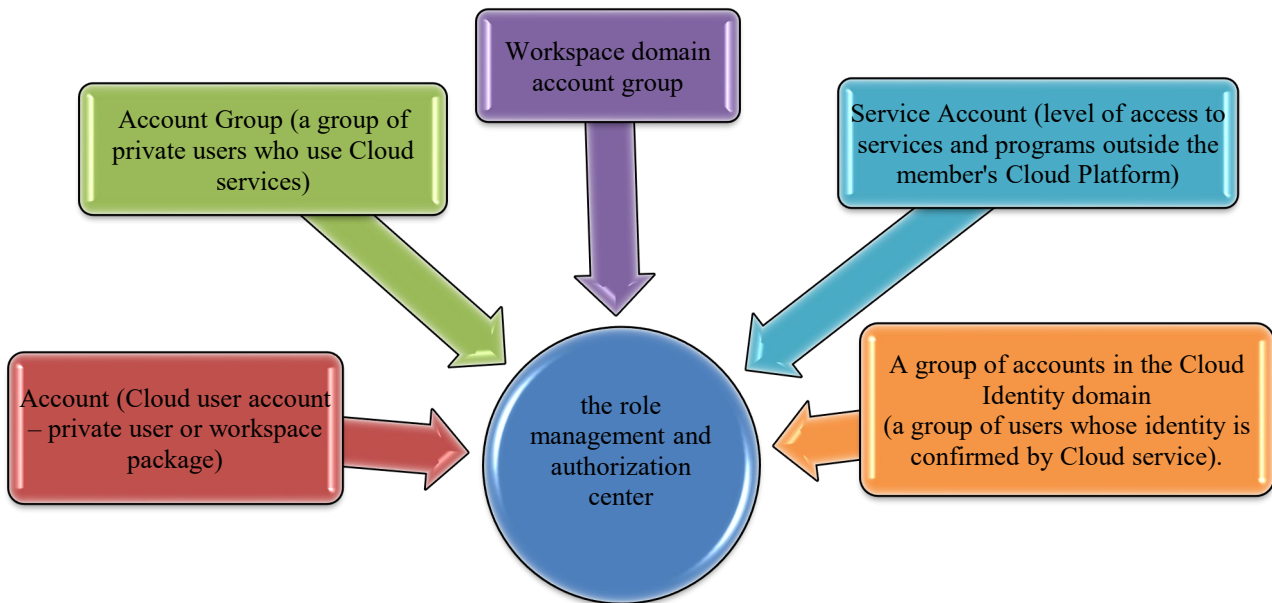 Workspace domain
account group
Account Group (a group of
private users who use Cloud
services)
Service Account (level of access to
services and programs outside the
member's Cloud Platform)
Account (Cloud user account
– private user or workspace
package)
the role
management and
authorization
center
A group of accounts in the Cloud
Identity domain
(a group of users whose identity is
confirmed by Cloud service).